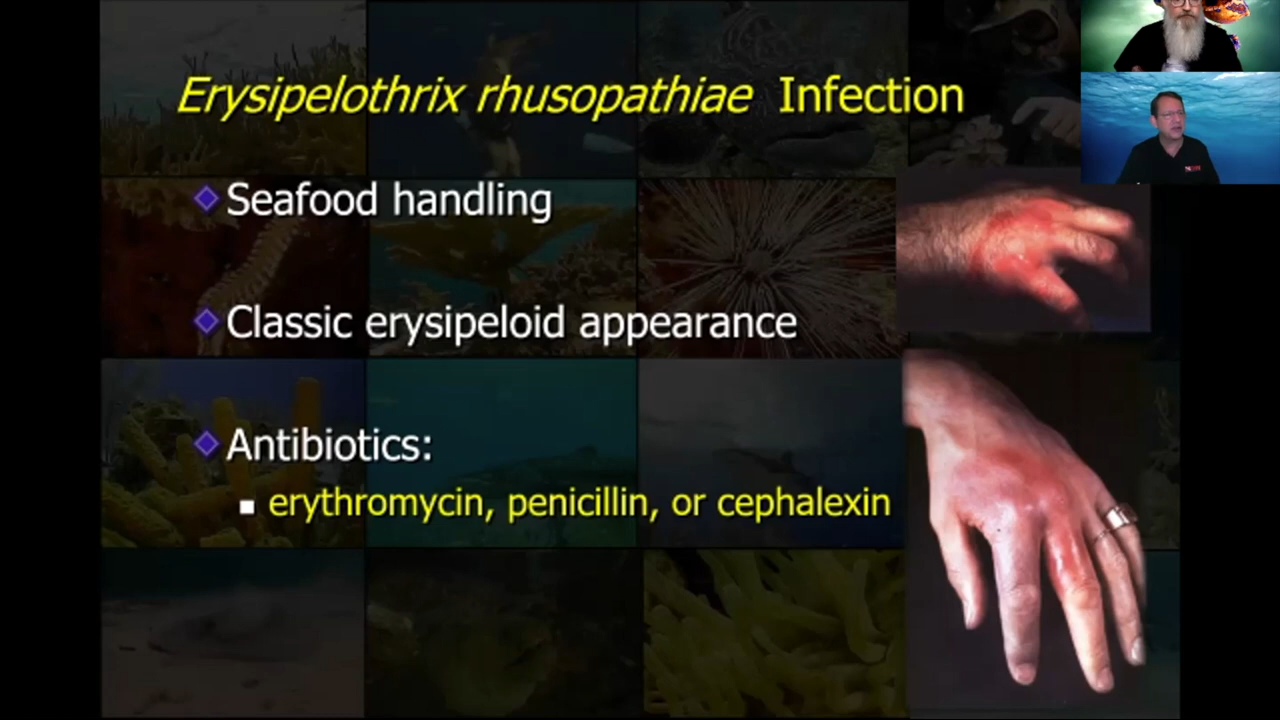 Erysipelothrix rhusopathiae Infection
Seafood handling
Classic erysipeloid appearance
Antibiotics:
erythromycin, penicillin, or cephalexin